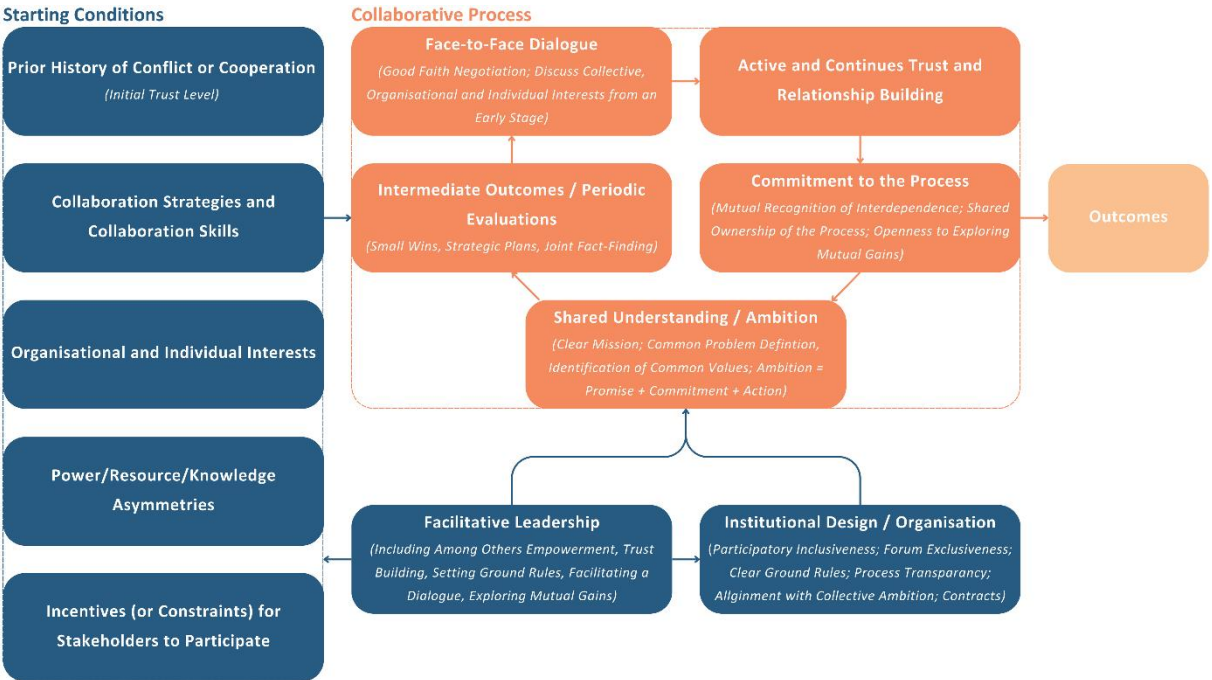 Starting Conditions
Prior History of Conflict or Cooperation
(Initial Trust Level)
Collaboration Strategies and
Collaboration Skills
Organisational and Individual Interests
Power/Resource/Knowledge
Asymmetries
Incentives (or Constraints) for
Stakeholders to Participate
Collaborative Process
Face-to-Face Dialogue
(Good Faith Negotiation; Discuss Collective,
Organisational and Individual Interests from an
Early Stage)
Active and Continues Trust and
Relationship Building
Intermediate Outcomes / Periodic
Evaluations
(Small Wins, Strategic Plans, Joint Fact-Finding)
Commitment to the Process
(Mutual Recognition of Interdependence; Shared
Ownership of the Process; Openness to Exploring
Mutual Gains)
Outcomes
Shared Understanding / Ambition
(Clear Mission; Common Problem Defintion,
Identification of Common Values; Ambition =
Promise + Commitment + Action)
Facilitative Leadership
(Including Among Others Empowerment, Trust
Building, Setting Ground Rules, Facilitating a
Dialogue, Exploring Mutual Gains)
Institutional Design / Organisation
(Participatory Inclusiveness; Forum Exclusiveness;
Clear Ground Rules; Process Transparancy;
Allignment with Collective Ambition; Contracts)